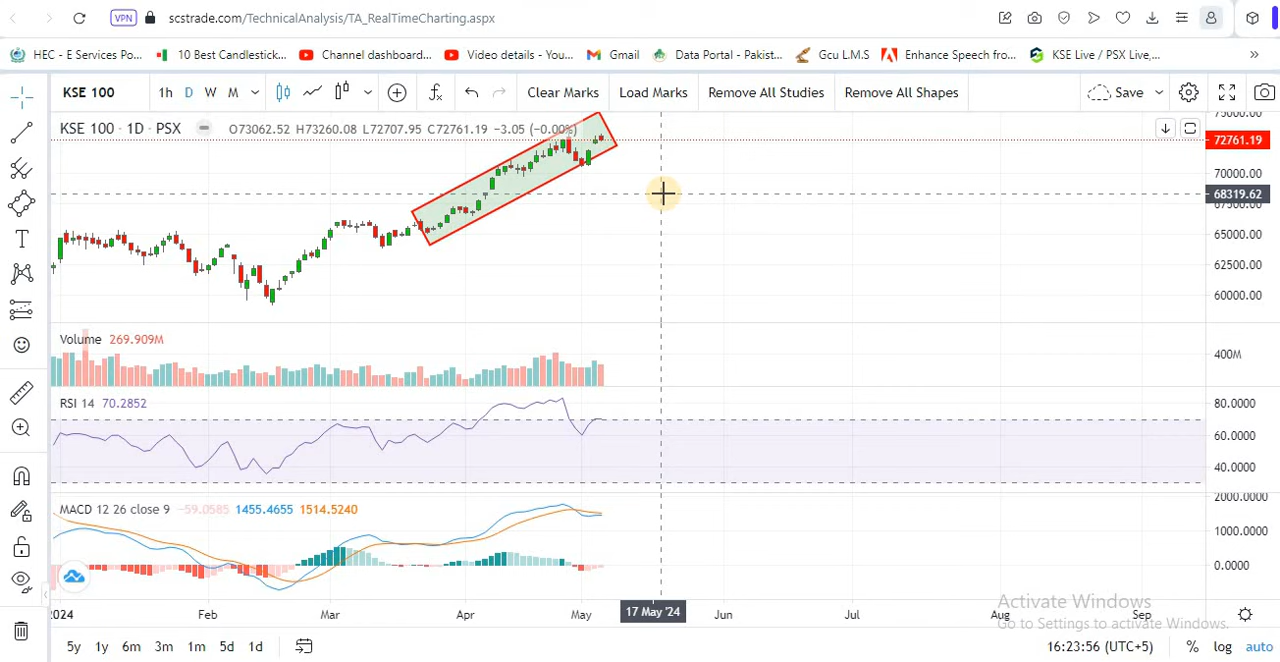 VPN scstrade.com/TechnicalAnalysis/TA_RealTimeCharting.aspx
HEC - E Services Po... 10 Best Candlestick... Channel dashboard... Video details - You... Gmail Data Portal - Pakist... Gcu L.M.S Enhance Speech fro... KSE Live / PSX Live,... »
KSE 100 1h D W M Clear Marks Load Marks Remove All Studies Remove All Shapes Save
KSE 100 · 1D · PSX O73062.52 H73260.08 L72707.95 C72761.19 −3.05 (−0.00%)
75000.00
72761.19
70000.00
68319.62
67500.00
65000.00
62500.00
60000.00
Volume 269.909M
400M
RSI 14 70.2852
80.0000
60.0000
40.0000
MACD 12 26 close 9 −59.0585 1455.4655 1514.5240
2000.0000
1000.0000
0.0000
2024 Feb Mar Apr May 17 May '24 Jun Jul Aug Sep
Activate Windows
Go to Settings to activate Windows.
5y 1y 6m 3m 1m 5d 1d 16:23:56 (UTC+5) % log auto